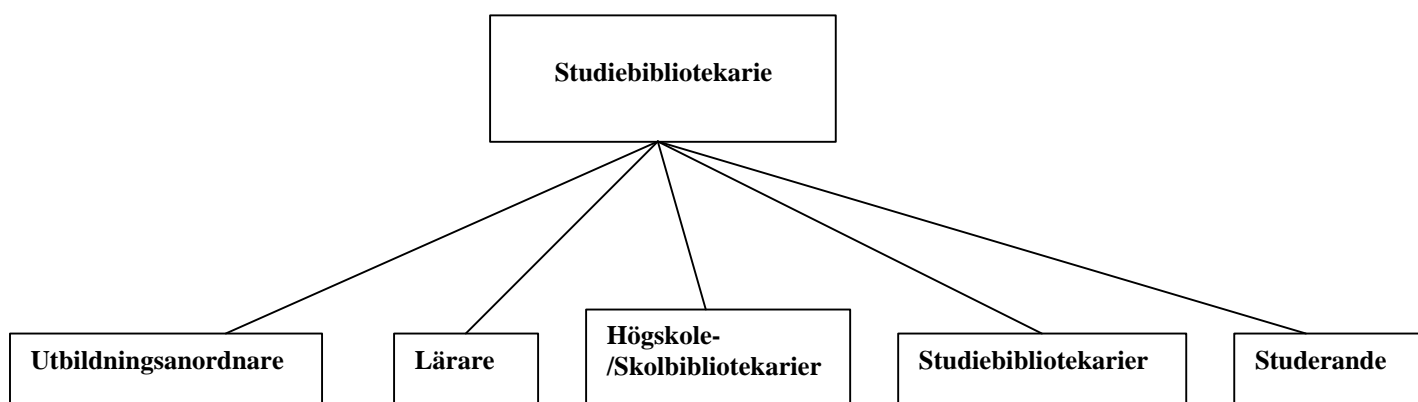 Studiebibliotekarie
Utbildningsanordnare
Lärare
Högskole-
/Skolbibliotekarier
Studiebibliotekarier
Studerande